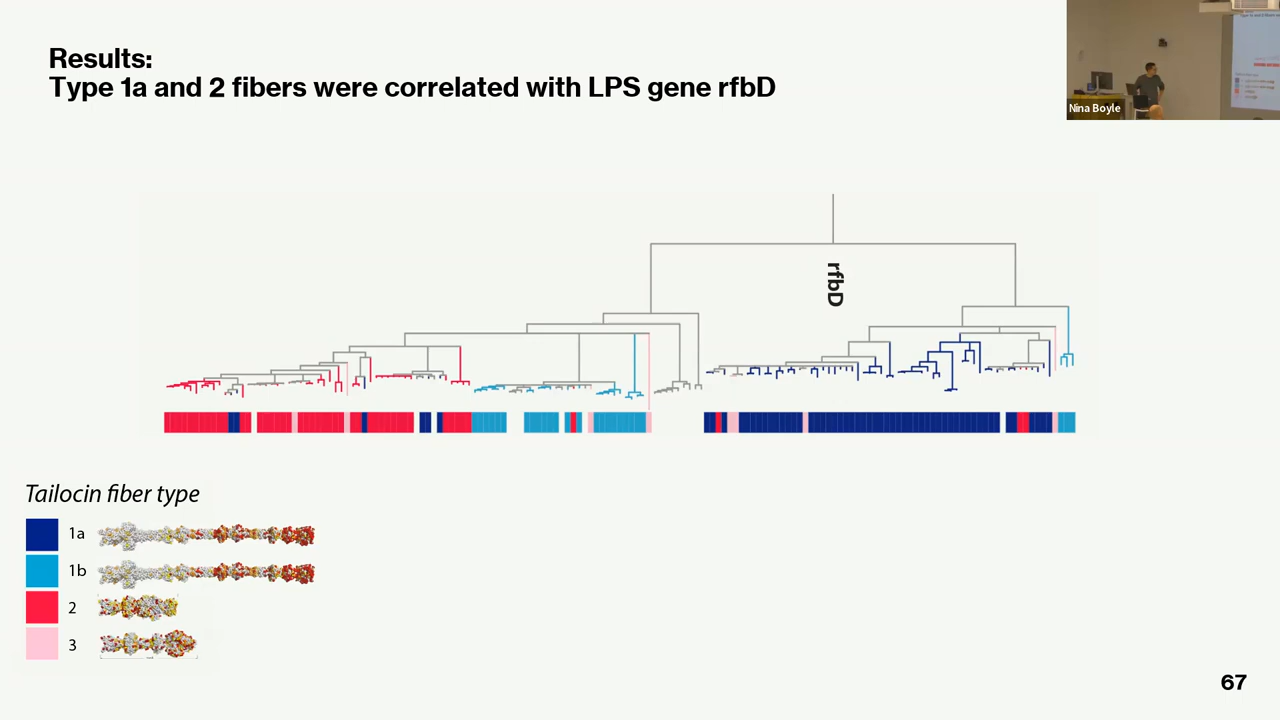 Results:
Type 1a and 2 fibers were correlated with LPS gene rfbD
Nina Boyle
rfbD
Tailocin fiber type
1a
1b
2
3
67